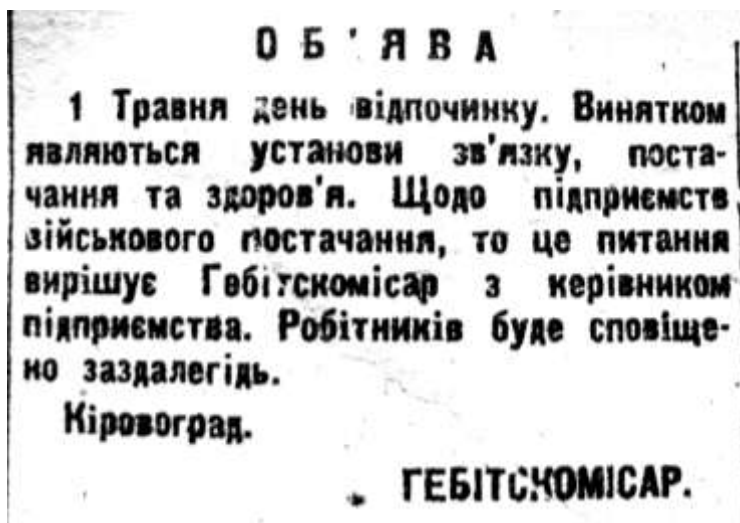 ОБ'ЯВА
1 Травня день відпочинку. Винятком
являються установи зв'язку, поста-
чання та здоров'я. Щодо підприємств
військового постачання, то це питання
вирішує Гебітскомісар з керівником
підприємства. Робітників буде сповіще-
но заздалегідь.
Кіровоград.
ГЕБІТСКОМІСАР.